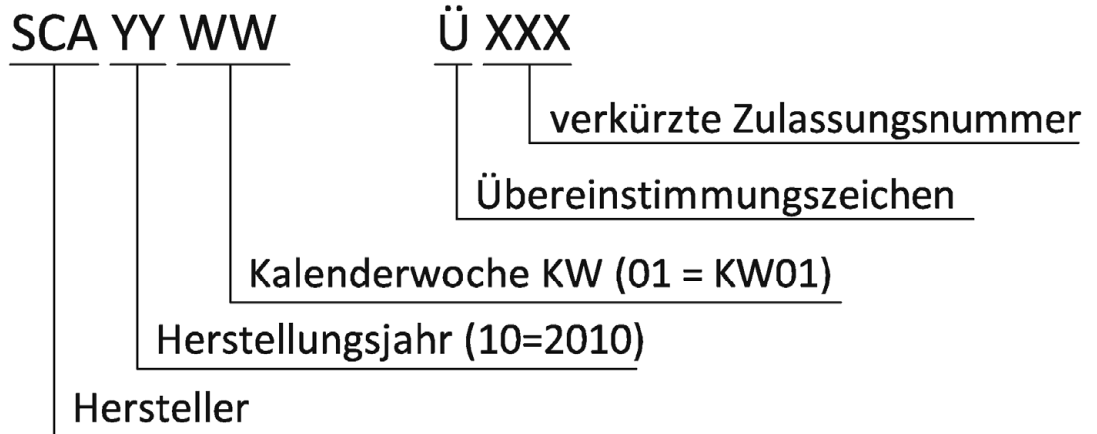 SCA YY WW Ü XXX
verkürzte Zulassungsnummer
Übereinstimmungszeichen
Kalenderwoche KW (01 = KW01)
Herstellungsjahr (10=2010)
Hersteller